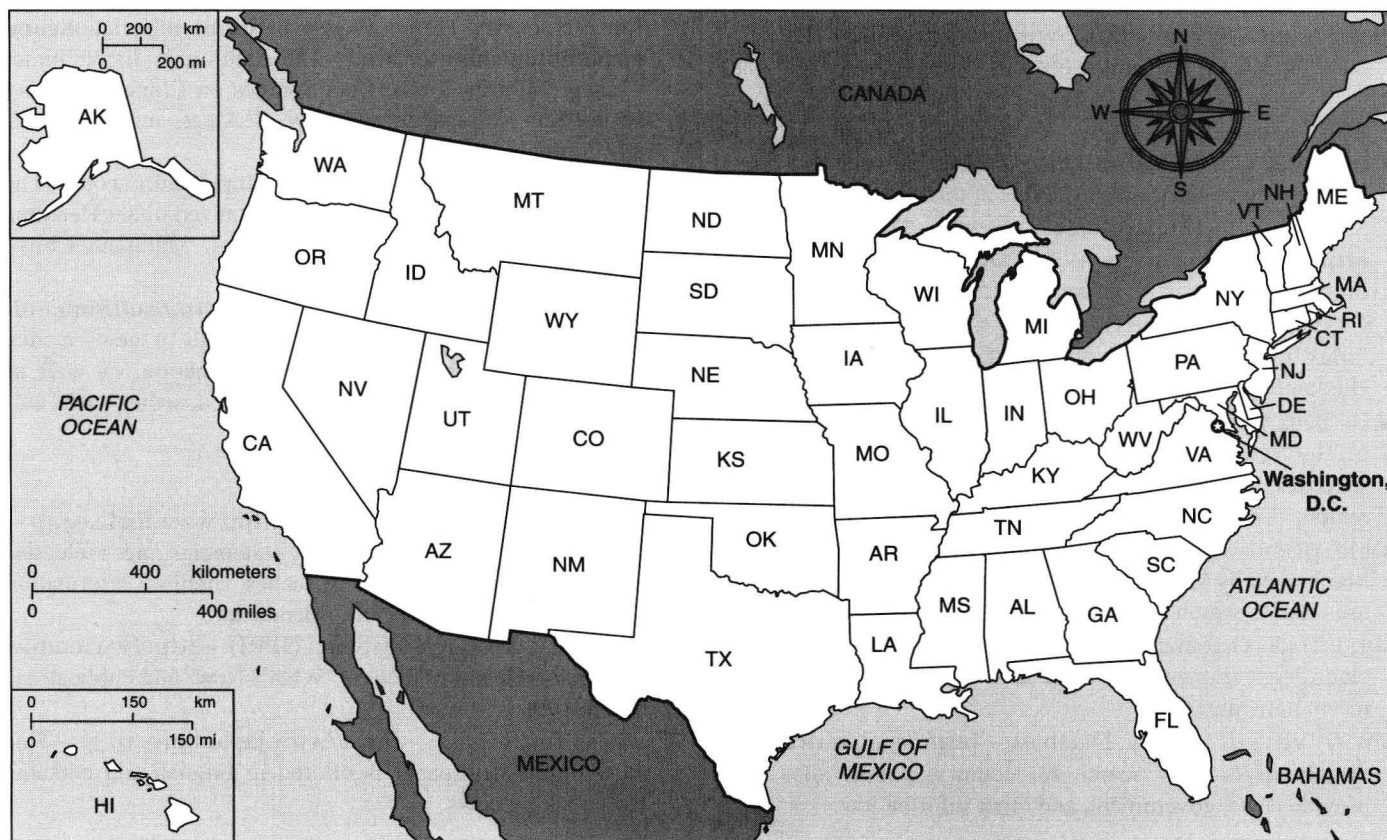 0 200 km
0 200 mi
AK
CANADA
N
W E
S
WA
MT
ND
MN
VT
NH
ME
OR
ID
SD
WI
MI
NY
MA
RI
CT
WY
IA
NE
PA
NJ
NV
UT
CO
IL
IN
OH
DE
MD
PACIFIC
OCEAN
CA
KS
MO
WV
VA
KY
Washington,
D.C.
AZ
NM
OK
AR
TN
NC
SC
0 400 kilometers
0 400 miles
MS
AL
GA
ATLANTIC
OCEAN
TX
LA
FL
0 150 km
0 150 mi
HI
MEXICO
GULF OF
MEXICO
BAHAMAS